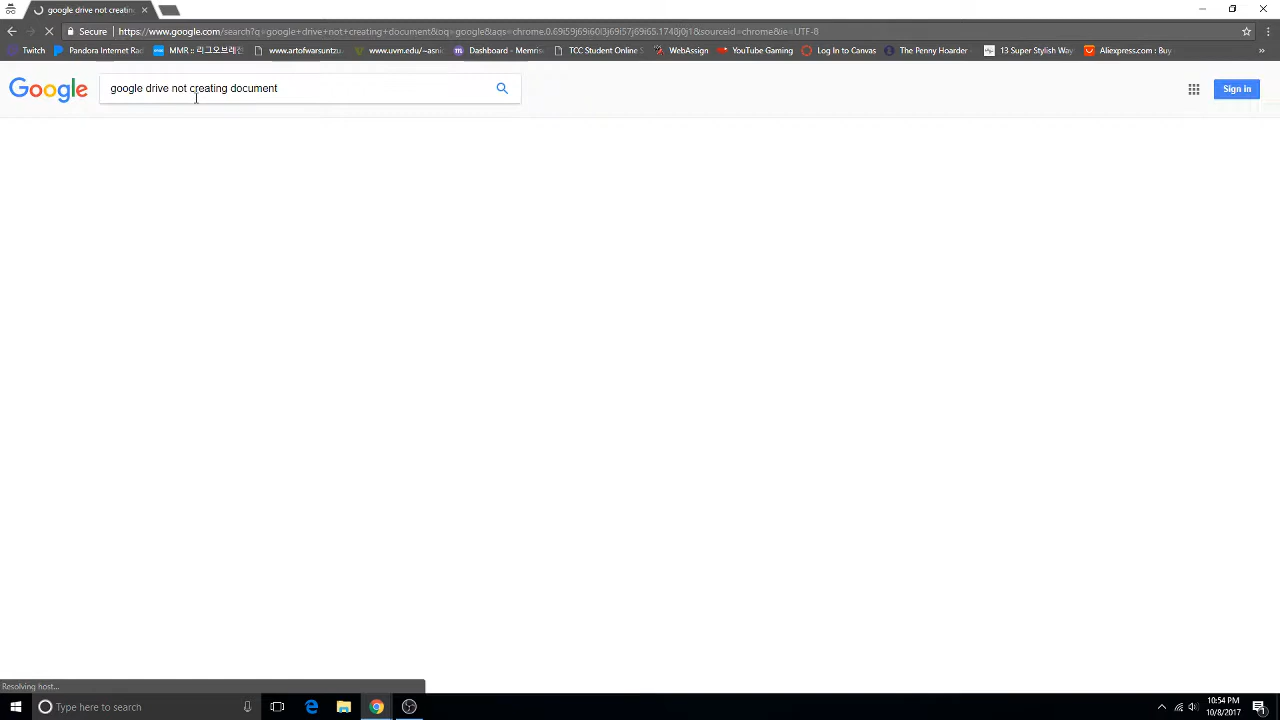 google drive not creatin
Secure https://www.google.com/search?q=google+drive+not+creating+document&oq=google&aqs=chrome.0.69i59j69i60l3j69i57j69i65.1748j0j1&sourceid=chrome&ie=UTF-8
Twitch Pandora Internet Rad MMR :: 리그오브레전 www.artofwarsuntzu. www.uvm.edu/~asnic Dashboard - Memrise TCC Student Online S WebAssign YouTube Gaming Log In to Canvas The Penny Hoarder 13 Super Stylish Way Aliexpress.com : Buy »
Google google drive not creating document Sign in
Resolving host...
Type here to search
10:54 PM
10/8/2017
1